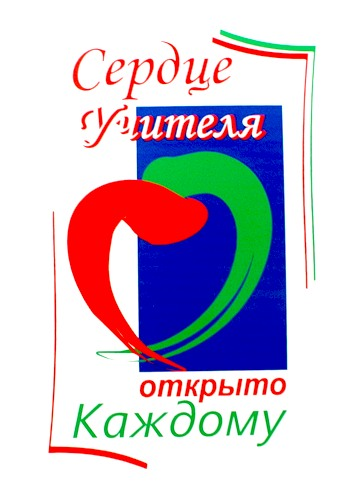 Сердце
Учителя
открыто
Каждому